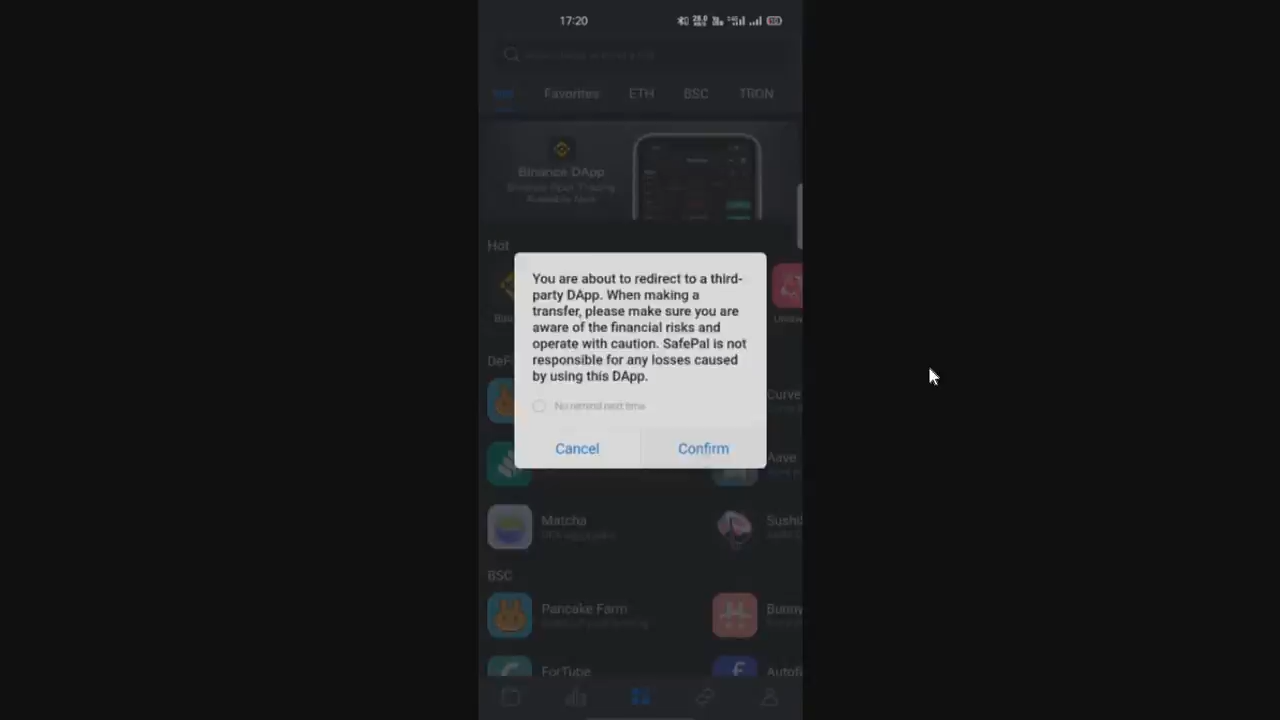 17:20
Favorites ETH BSC TRON
Binance DApp
Hot
You are about to redirect to a third-
party DApp. When making a
transfer, please make sure you are
aware of the financial risks and
operate with caution. SafePal is not
responsible for any losses caused
by using this DApp.
No remind next time
Cancel Confirm
Curve
Aave
Matcha
Sushi
BSC
Pancake Farm
Bunny
ForTube
Autof